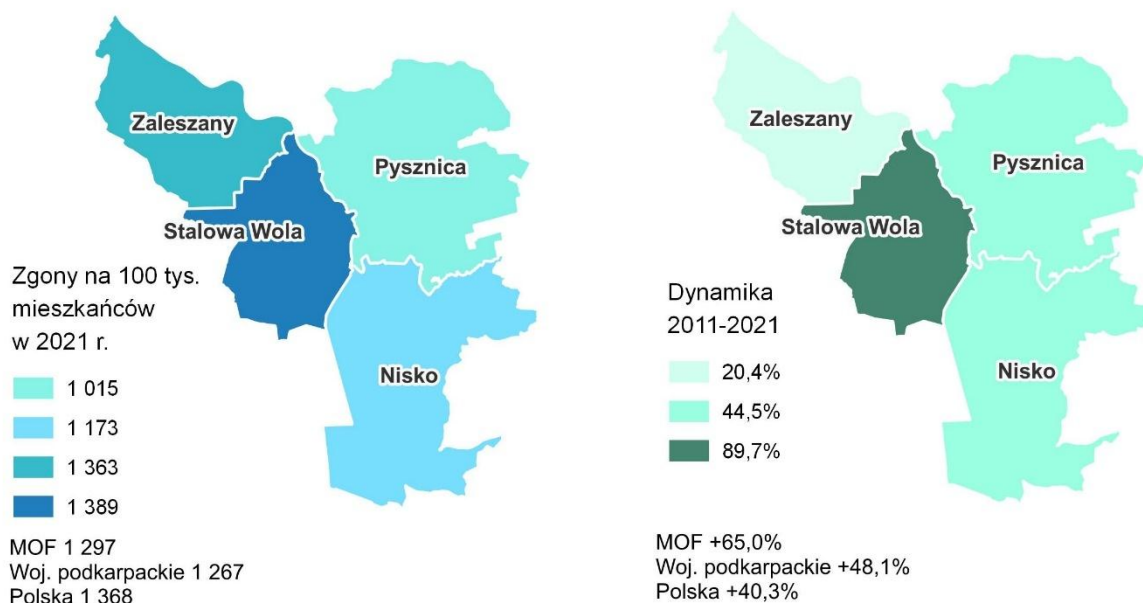 Zaleszany
Pysznica
Stalowa Wola
Nisko
Zgony na 100 tys.
mieszkańców
w 2021 r.
1 015
1 173
1 363
1 389
MOF 1 297
Woj. podkarpackie 1 267
Polska 1 368
Zaleszany
Pysznica
Stalowa Wola
Nisko
Dynamika
2011-2021
20,4%
44,5%
89,7%
MOF +65,0%
Woj. podkarpackie +48,1%
Polska +40,3%